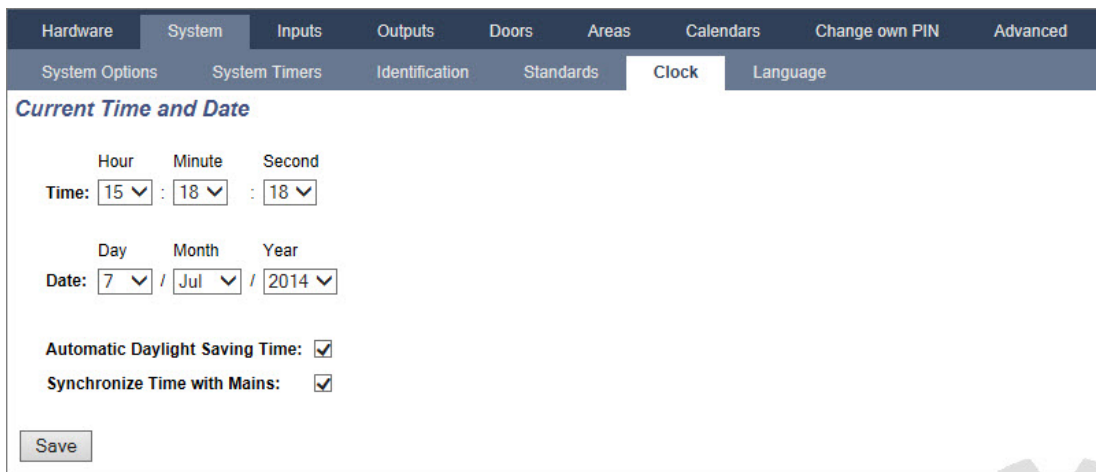 Hardware System Inputs Outputs Doors Areas Calendars Change own PIN Advanced
System Options System Timers Identification Standards Clock Language
Current Time and Date
Hour Minute Second
Time: 15 : 18 : 18
Day Month Year
Date: 7 / Jul / 2014
Automatic Daylight Saving Time:
Synchronize Time with Mains:
Save